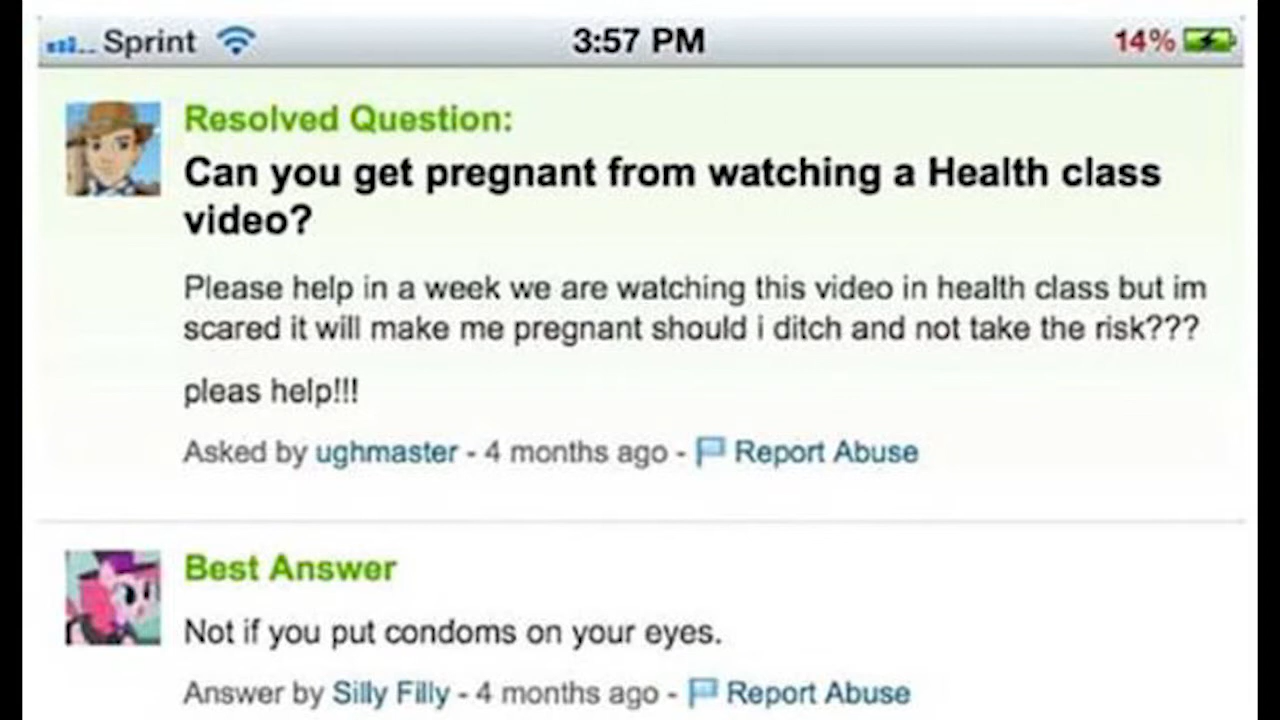 Sprint 3:57 PM 14%
Resolved Question:
Can you get pregnant from watching a Health class
video?
Please help in a week we are watching this video in health class but im
scared it will make me pregnant should i ditch and not take the risk???
pleas help!!!
Asked by ughmaster - 4 months ago - Report Abuse
Best Answer
Not if you put condoms on your eyes.
Answer by Silly Filly - 4 months ago - Report Abuse